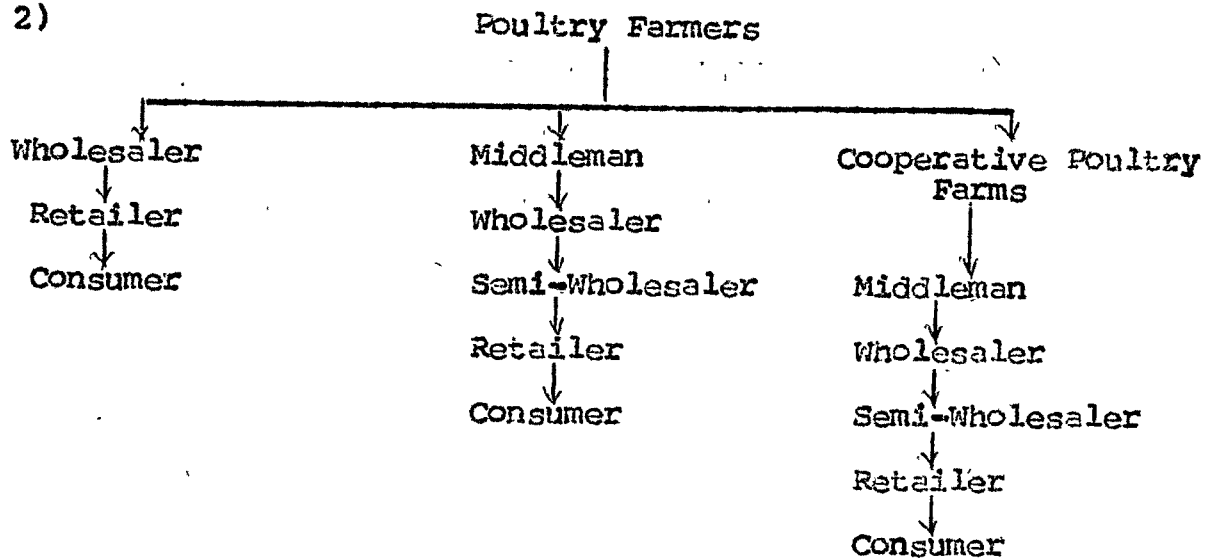 2)
Poultry Farmers
Wholesaler
Retailer
Consumer
Middleman
Wholesaler
Semi-Wholesaler
Retailer
Consumer
Cooperative Poultry
Farms
Middleman
Wholesaler
Semi-Wholesaler
Retailer
Consumer